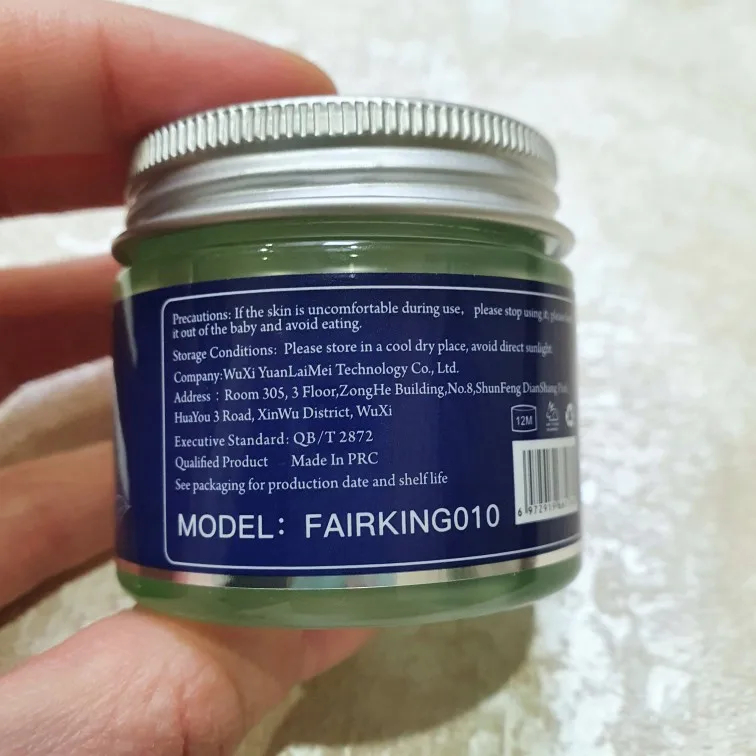 Precautions: If the skin is uncomfortable during use, please stop using it, please
it out of the baby and avoid eating.
Storage Conditions: Please store in a cool dry place, avoid direct sunlight
Company:WuXi YuanLaiMei Technology Co., Ltd.
Address : Room 305, 3 Floor,ZongHe Building,No.8,ShunFeng DianShang
HuaYou 3 Road, XinWu District, WuXi
12M
Executive Standard: QB/T 2872
Qualified Product Made In PRC
See packaging for production date and shelf life
MODEL: FAIRKING010